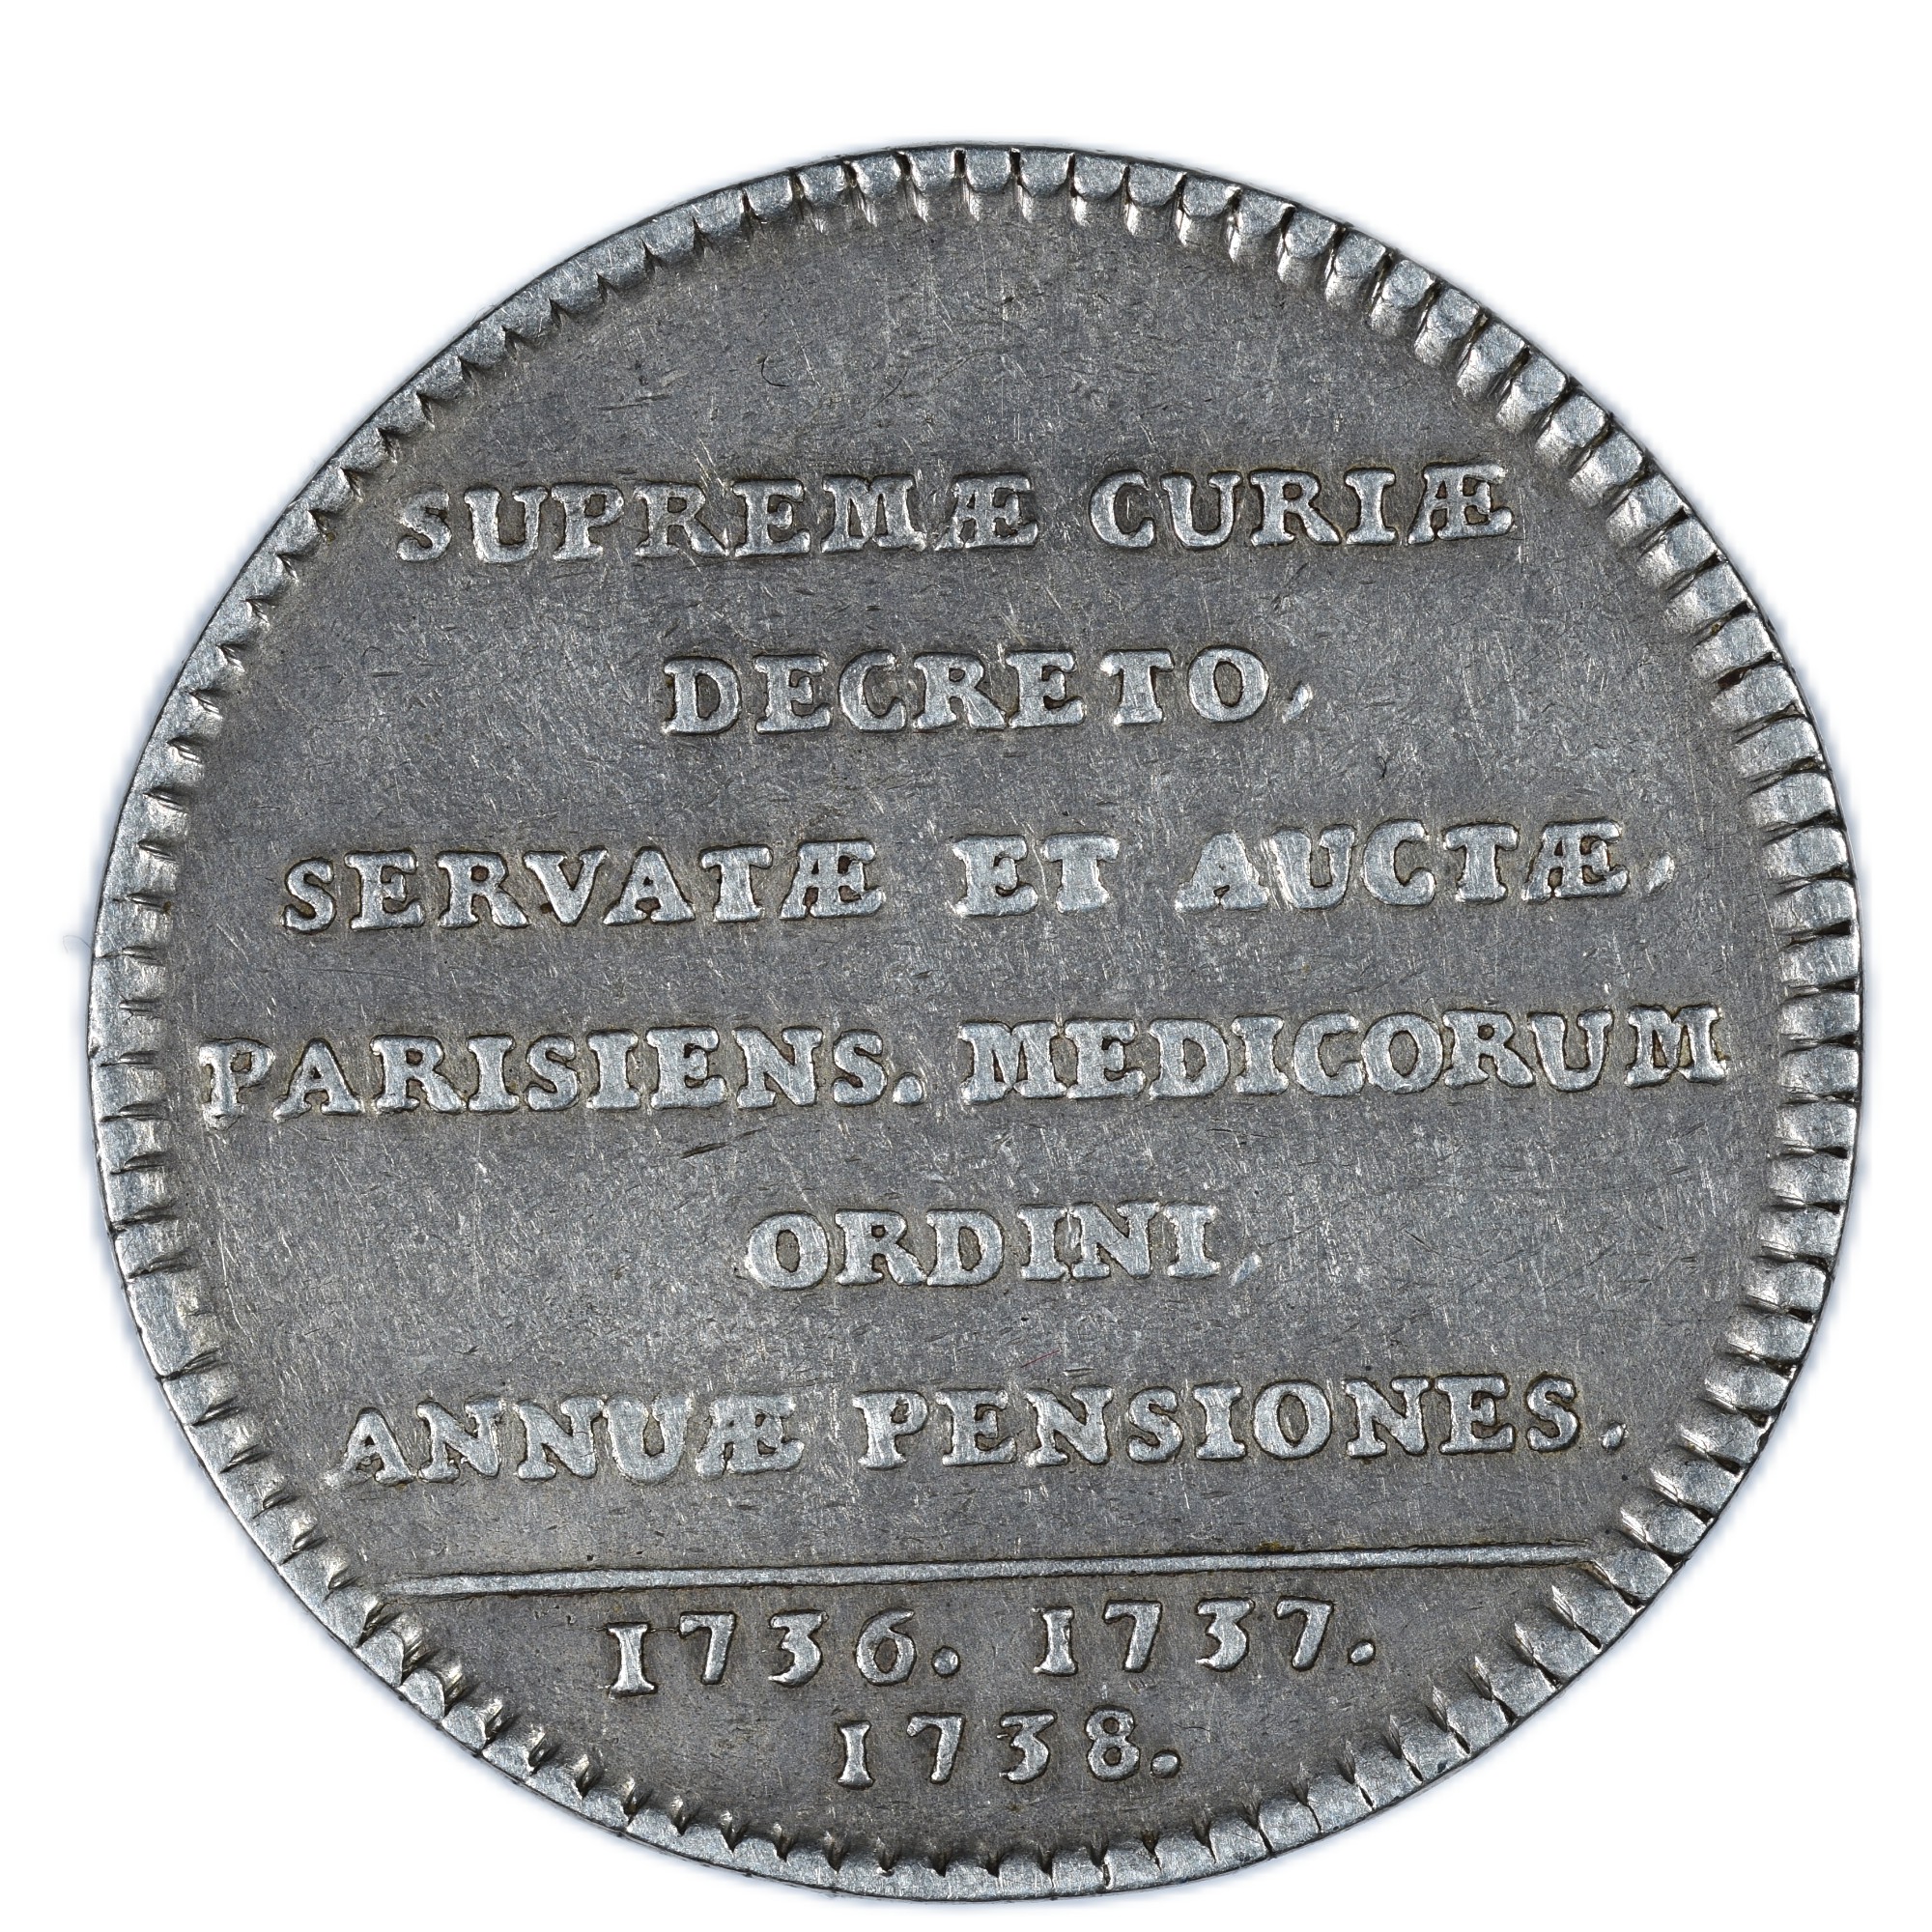 SUPREMÆ CURIÆ
DECRETO,
SERVATÆ ET AUCTÆ,
PARISIENS. MEDICORUM
ORDINI,
ANNUÆ PENSIONES.
1736. 1737.
1738.